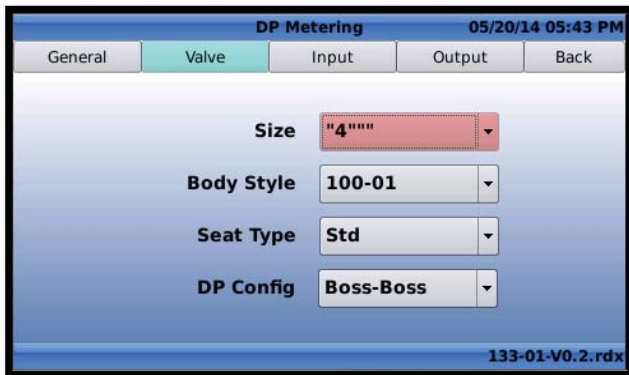 DP Metering 05/20/14 05:43 PM
General Valve Input Output Back
Size "4"""
Body Style 100-01
Seat Type Std
DP Config Boss-Boss
133-01-V0.2.rdx